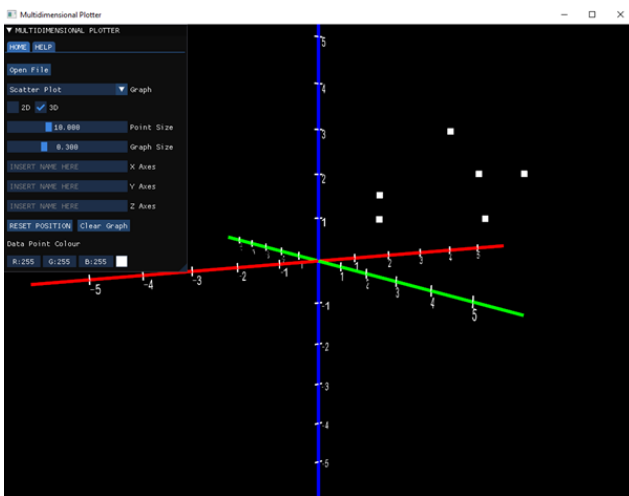 Multidimensional Plotter
MULTIDIMENSIONAL PLOTTER
HOME HELP
Open File
Scatter Plot Graph
2D 3D
10.000 Point Size
0.300 Graph Size
INSERT NAME HERE X Axes
INSERT NAME HERE Y Axes
INSERT NAME HERE Z Axes
RESET POSITION Clear Graph
Data Point Colour
R:255 G:255 B:255
5
4
3
2
1
-1
-2
-3
-4
-5
-5 -4 -3 -2 -1 1 2 3 4 5
1 2 3 4 5